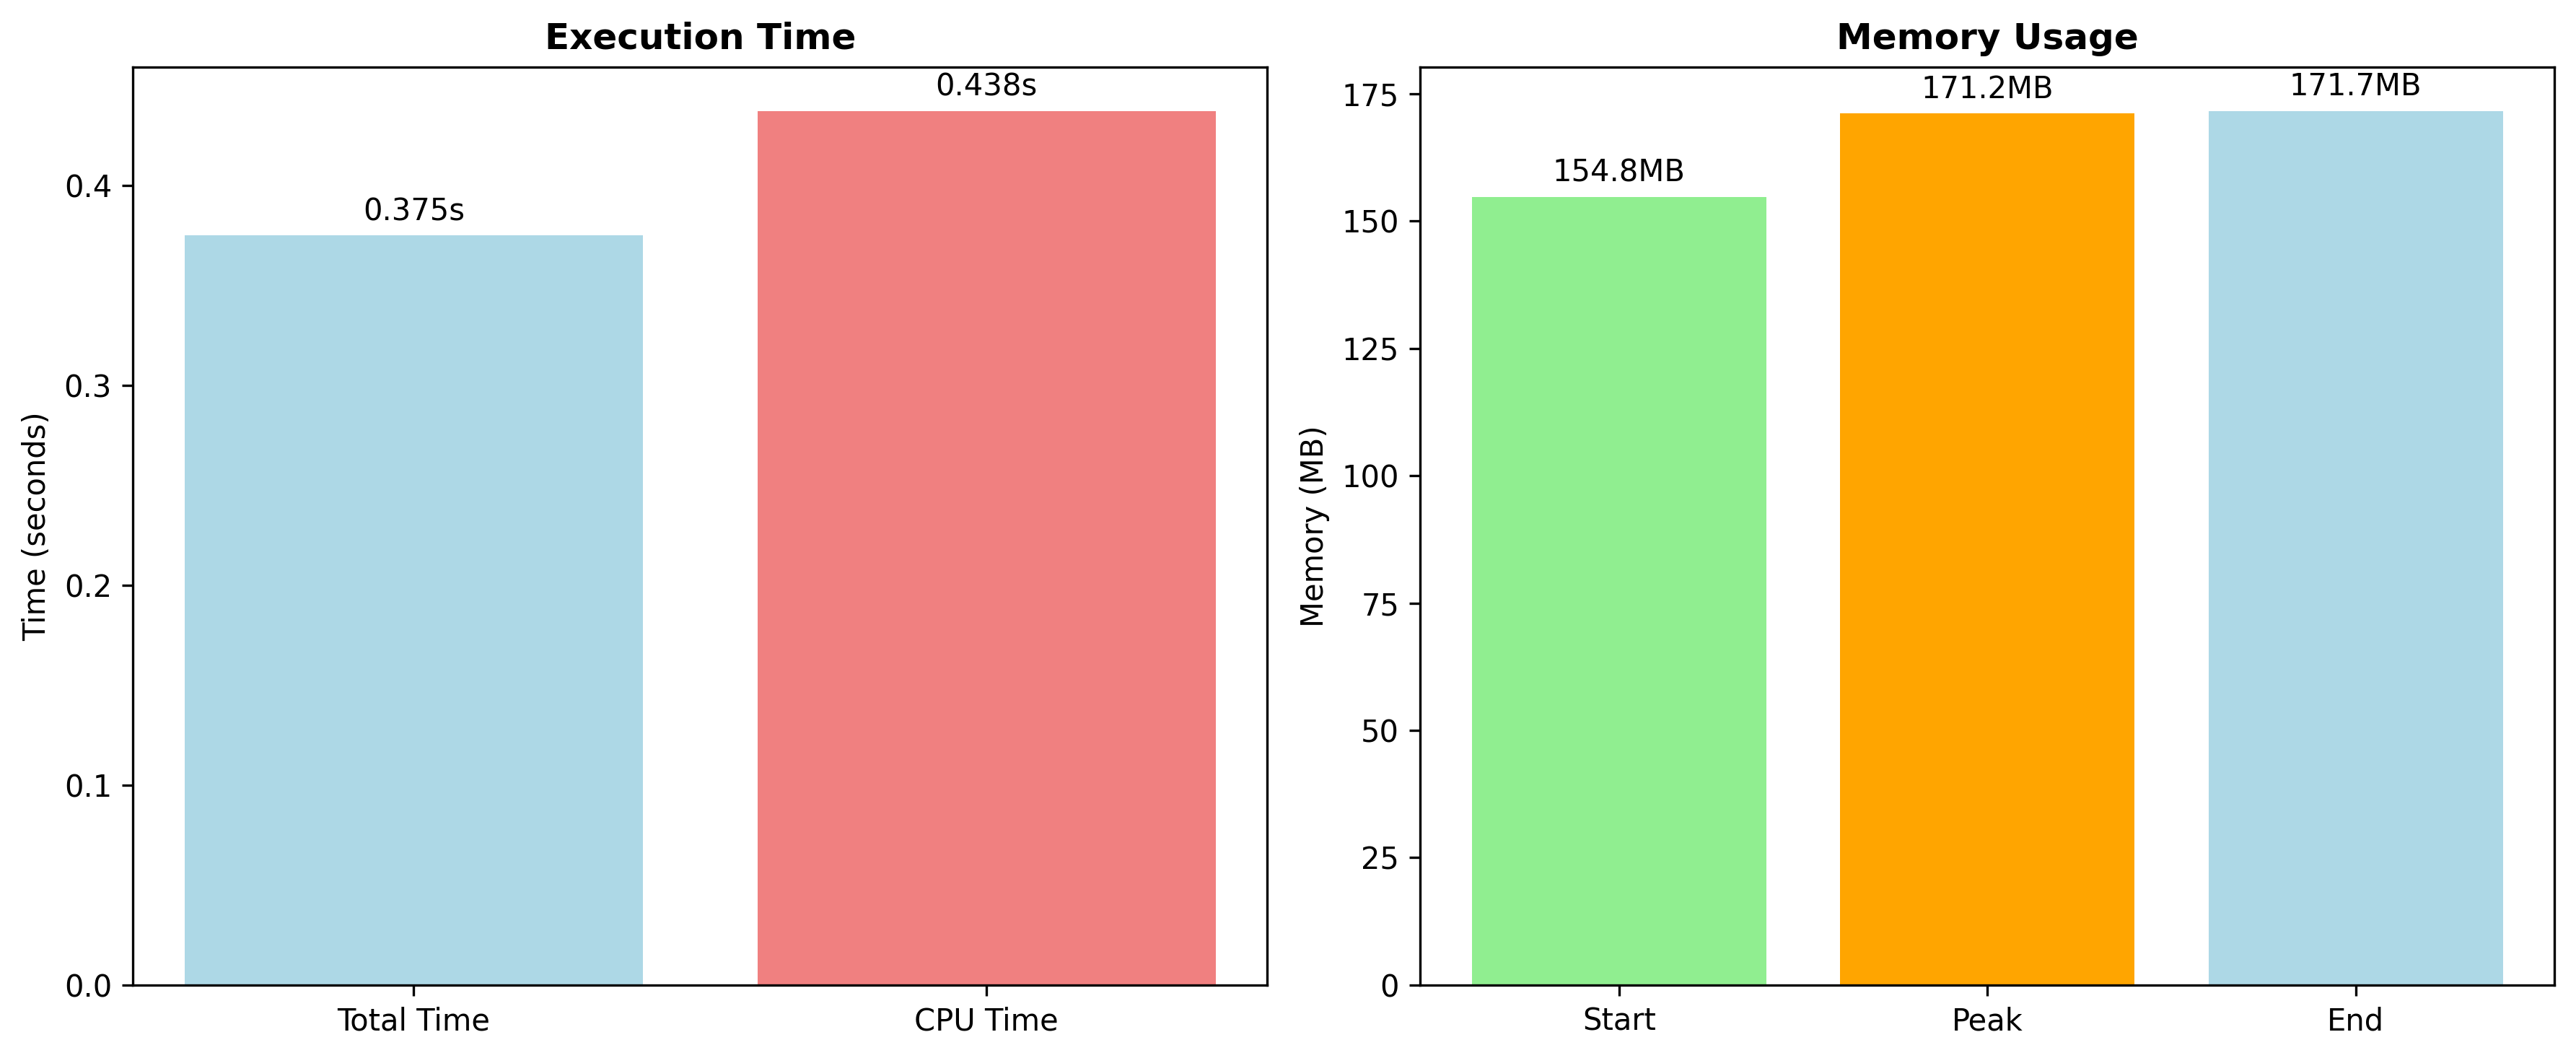 Execution Time
0.438s
0.375s
0.4
0.3
0.2
0.1
0.0
Time (seconds)
Total Time
CPU Time
Memory Usage
171.2MB
171.7MB
154.8MB
175
150
125
100
75
50
25
0
Memory (MB)
Start
Peak
End